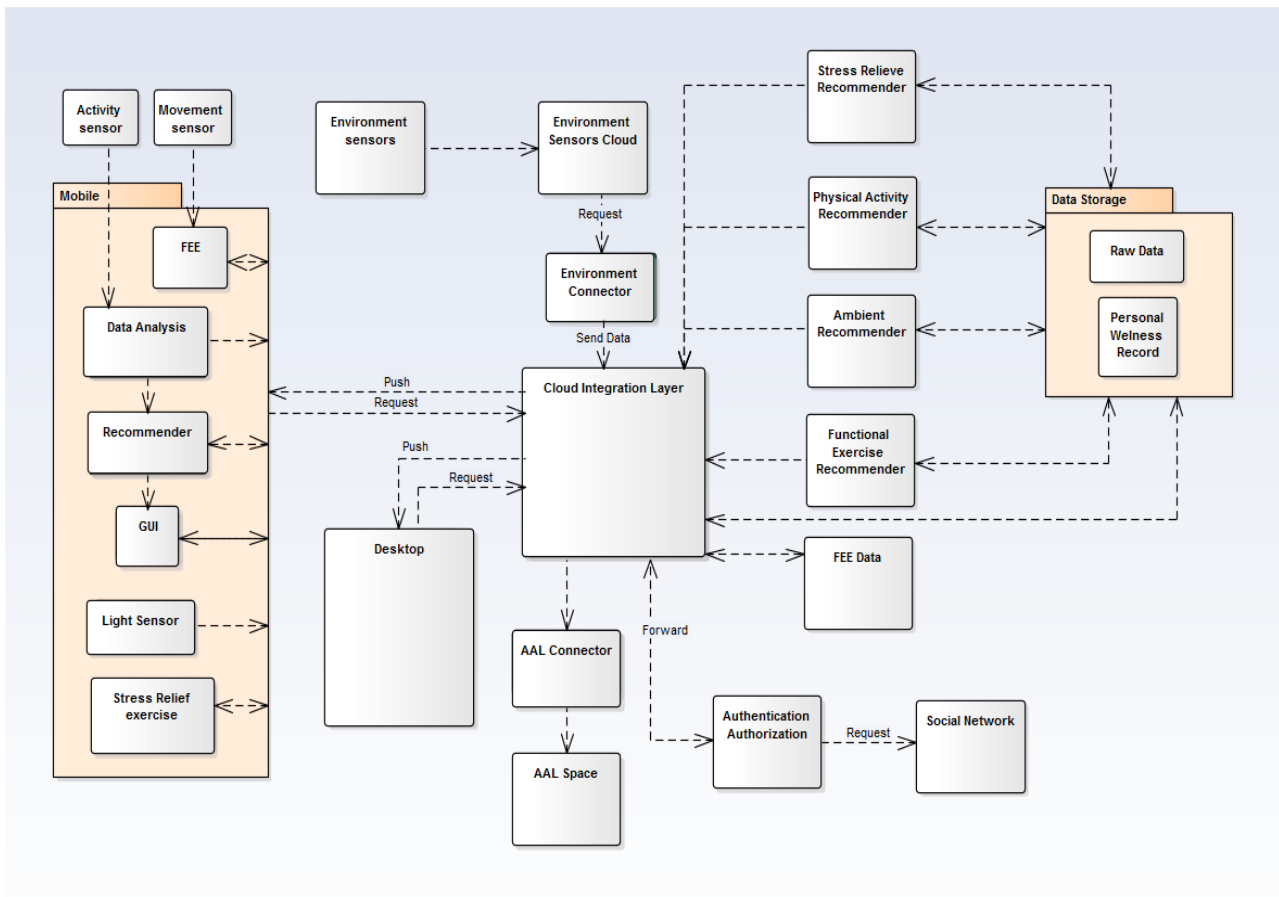 Activity
sensor
Movement
sensor
Mobile
FEE
Data Analysis
Recommender
GUI
Light Sensor
Stress Relief
exercise
Environment
sensors
Environment
Sensors Cloud
Request
Environment
Connector
Send Data
Cloud Integration Layer
Push
Request
Push
Request
Desktop
AAL Connector
AAL Space
Forward
Authentication
Authorization
Request
Social Network
Stress Relieve
Recommender
Physical Activity
Recommender
Ambient
Recommender
Functional
Exercise
Recommender
FEE Data
Data Storage
Raw Data
Personal
Welness
Record